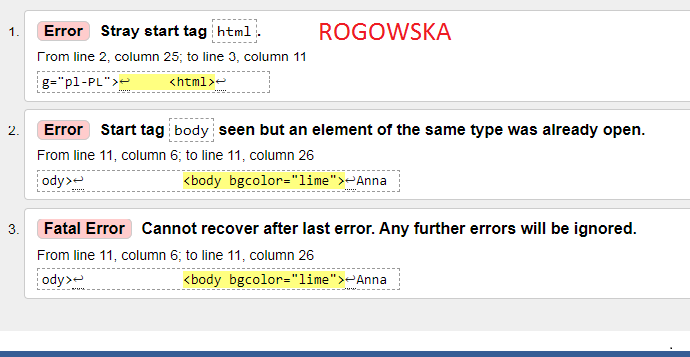 1. Error Stray start tag html. ROGOWSKA
From line 2, column 25; to line 3, column 11
g="pl-PL">↩ <html>↩
2. Error Start tag body seen but an element of the same type was already open.
From line 11, column 6; to line 11, column 26
ody>↩ <body bgcolor="lime">↩Anna
3. Fatal Error Cannot recover after last error. Any further errors will be ignored.
From line 11, column 6; to line 11, column 26
ody>↩ <body bgcolor="lime">↩Anna